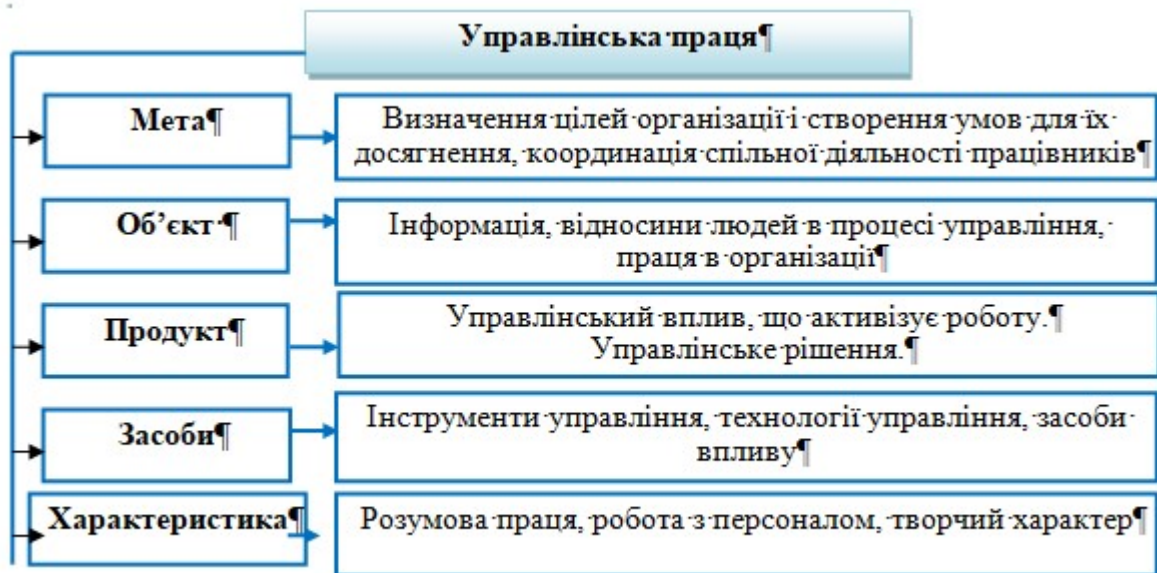 Управлінська праця¶
Мета¶
Визначення цілей організації і створення умов для їх
досягнення, координація спільної діяльності працівників¶
Об’єкт ¶
Інформація, відносини людей в процесі управління,
праця в організації¶
Продукт¶
Управлінський вплив, що активізує роботу.¶
Управлінське рішення.¶
Засоби¶
Інструменти управління, технології управління, засоби
впливу¶
Характеристика¶
Розумова праця, робота з персоналом, творчий характер¶